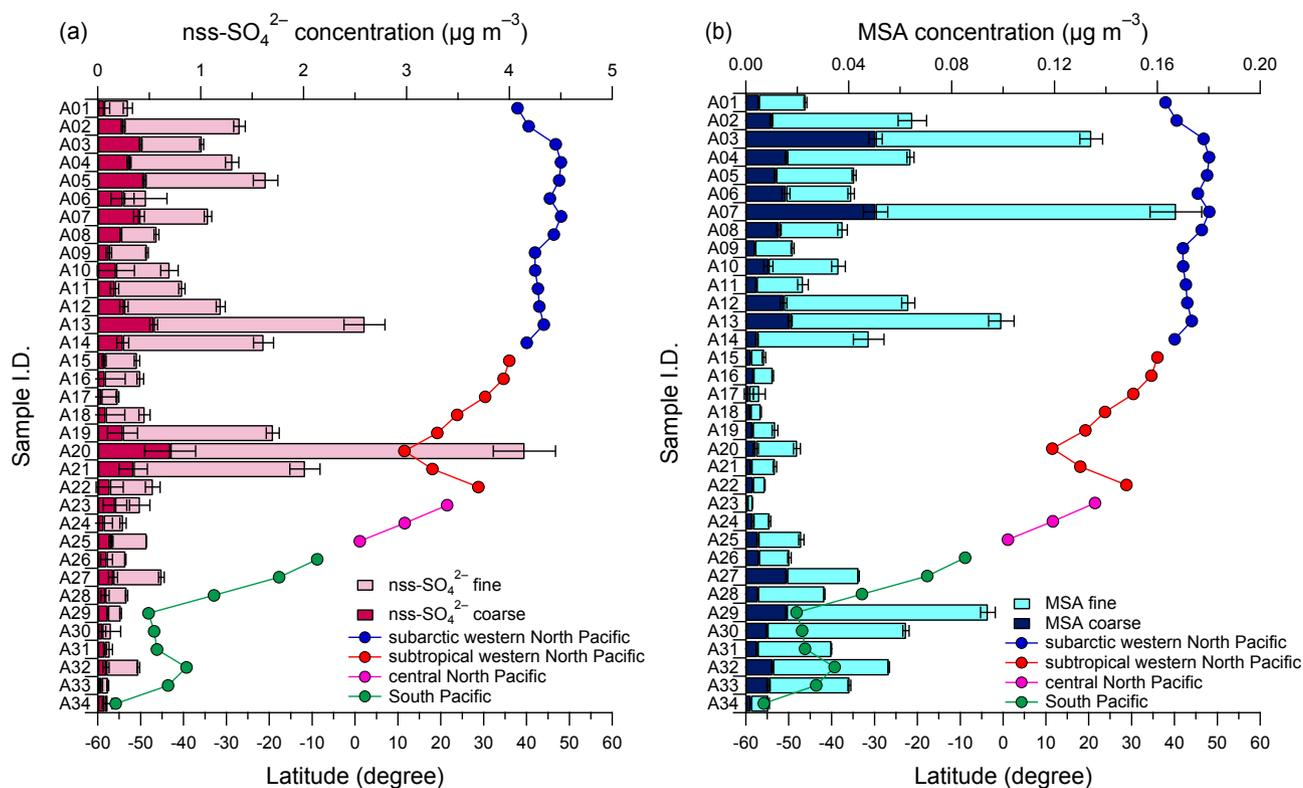 (a) nss-SO₄²⁻ concentration (µg m⁻³)
0 1 2 3 4 5
Sample I.D.
A01
A02
A03
A04
A05
A06
A07
A08
A09
A10
A11
A12
A13
A14
A15
A16
A17
A18
A19
A20
A21
A22
A23
A24
A25
A26
A27
A28
A29
A30
A31
A32
A33
A34
nss-SO₄²⁻ fine
nss-SO₄²⁻ coarse
subarctic western North Pacific
subtropical western North Pacific
central North Pacific
South Pacific
-60 -50 -40 -30 -20 -10 0 10 20 30 40 50 60
Latitude (degree)
(b) MSA concentration (µg m⁻³)
0.00 0.04 0.08 0.12 0.16 0.20
Sample I.D.
A01
A02
A03
A04
A05
A06
A07
A08
A09
A10
A11
A12
A13
A14
A15
A16
A17
A18
A19
A20
A21
A22
A23
A24
A25
A26
A27
A28
A29
A30
A31
A32
A33
A34
MSA fine
MSA coarse
subarctic western North Pacific
subtropical western North Pacific
central North Pacific
South Pacific
-60 -50 -40 -30 -20 -10 0 10 20 30 40 50 60
Latitude (degree)